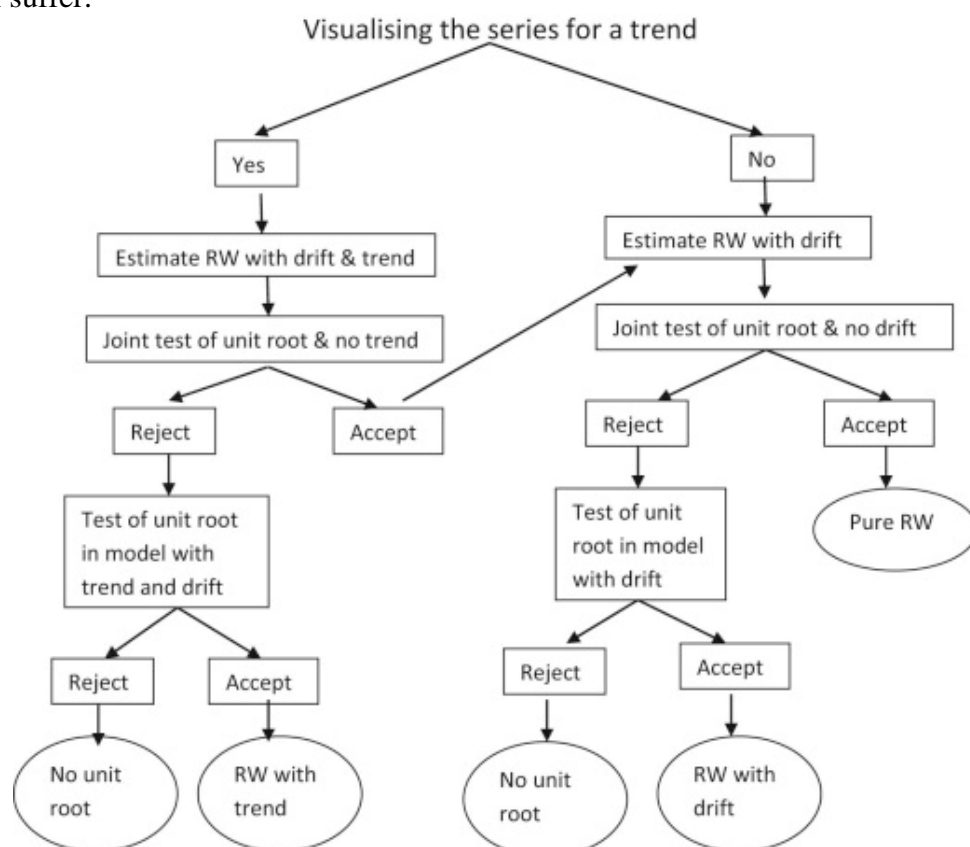 suffer.
Visualising the series for a trend
Yes
No
Estimate RW with drift & trend
Estimate RW with drift
Joint test of unit root & no trend
Joint test of unit root & no drift
Reject
Accept
Reject
Accept
Test of unit root
in model with
trend and drift
Test of unit
root in model
with drift
Pure RW
Reject
Accept
Reject
Accept
No unit
root
RW with
trend
No unit
root
RW with
drift